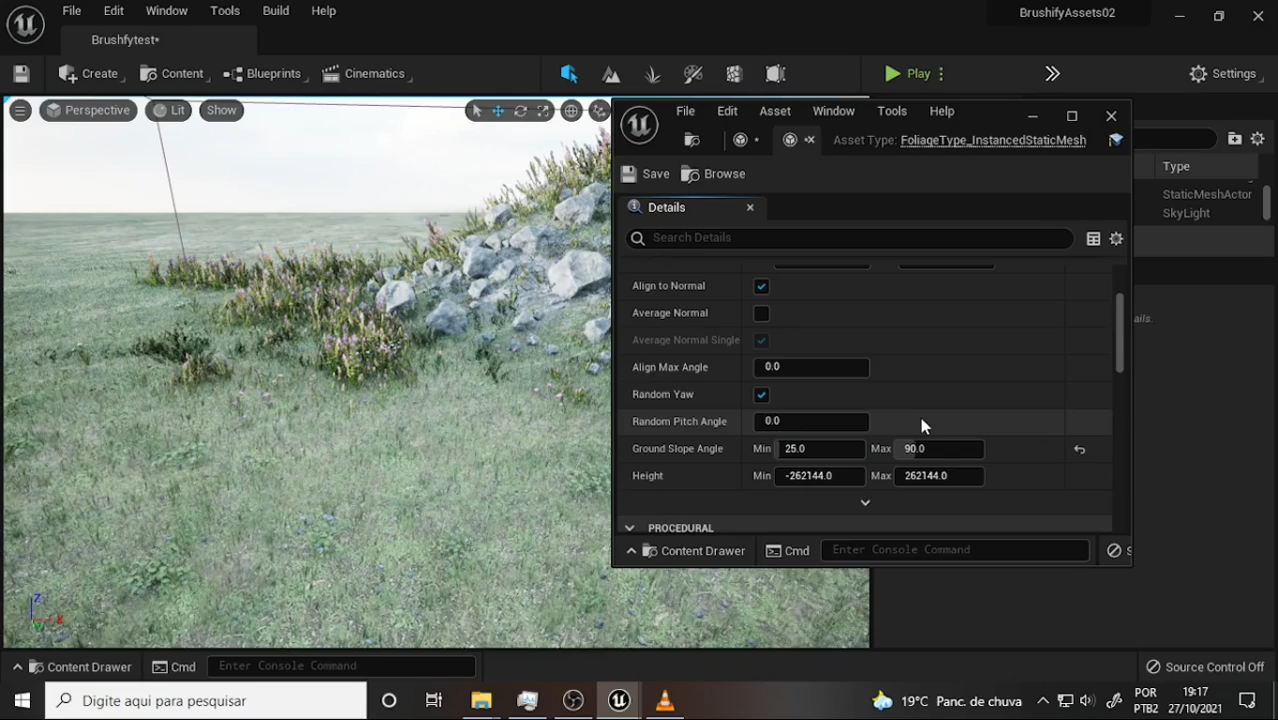 File Edit Window Tools Build Help
BrushifyAssets02
Brushfytest*
Create Content Blueprints Cinematics Play Settings
Perspective Lit Show
File Edit Asset Window Tools Help
Asset Type: FoliageType_InstancedStaticMesh
Save Browse
Type
StaticMeshActor
SkyLight
Details
Search Details
Align to Normal
Average Normal
ails.
Average Normal Single
Align Max Angle 0.0
Random Yaw
Random Pitch Angle 0.0
Ground Slope Angle Min 25.0 Max 90.0
Height Min -262144.0 Max 262144.0
PROCEDURAL
Content Drawer Cmd Enter Console Command S
Z
X
Content Drawer Cmd Enter Console Command Source Control Off
Digite aqui para pesquisar
19°C Panc. de chuva
POR
PTB2
19:17
27/10/2021